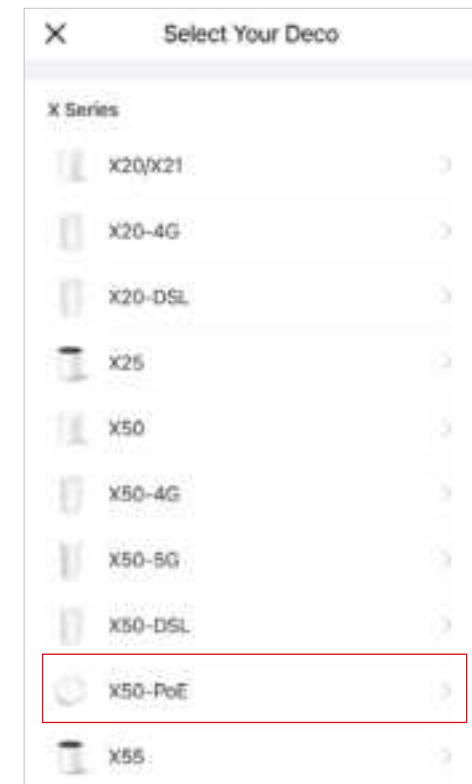 Select Your Deco
X Series
X20/X21
X20-4G
X20-DSL
X25
X50
X50-4G
X50-5G
X50-DSL
X50-PoE
X55